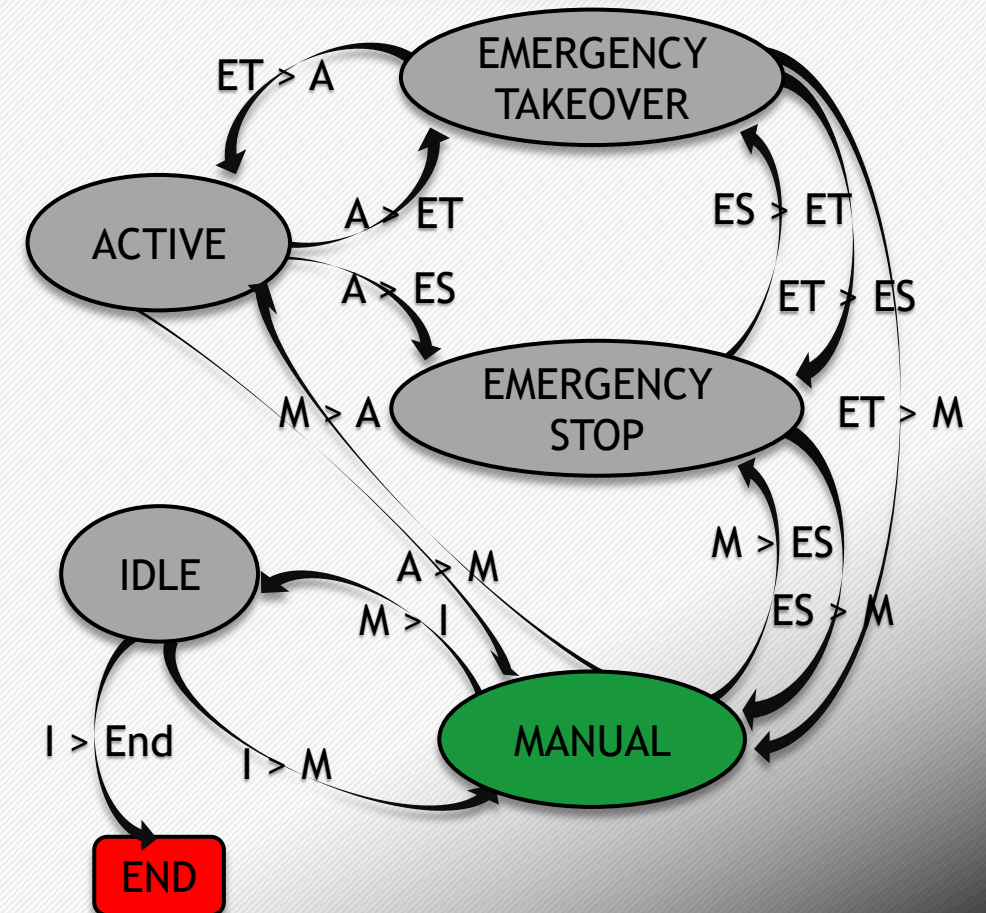 EMERGENCY
TAKEOVER
ET > A
A > ET
ES > ET
ACTIVE
A > ES
ET > ES
EMERGENCY
STOP
M > A
ET > M
M > ES
IDLE
A > M
M > I
ES > M
MANUAL
I > End
I > M
END